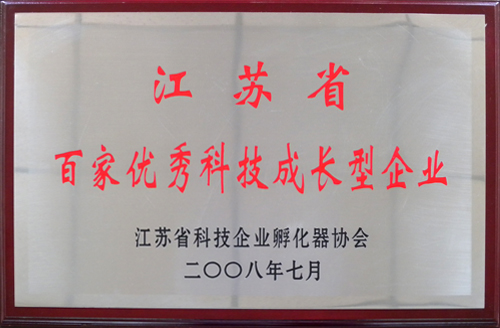 江苏省
百家优秀科技成长型企业
江苏省科技企业孵化器协会
二〇〇八年七月